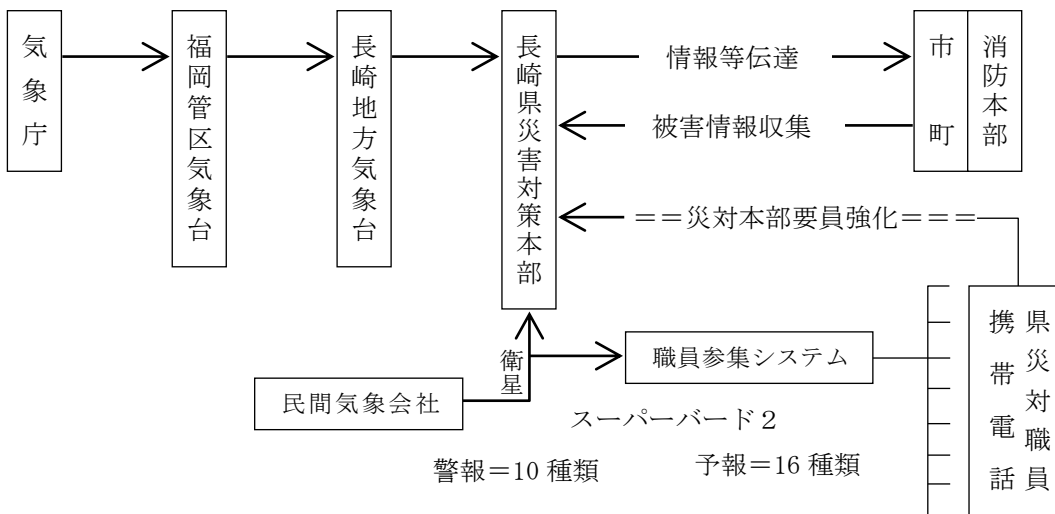 気象庁
福岡管区気象台
長崎地方気象台
長崎県災害対策本部
情報等伝達
被害情報収集
市町
消防本部
==災対本部要員強化===
衛星
職員参集システム
民間気象会社
スーパーバード2
警報=10 種類
予報=16 種類
県災対職員
携帯電話